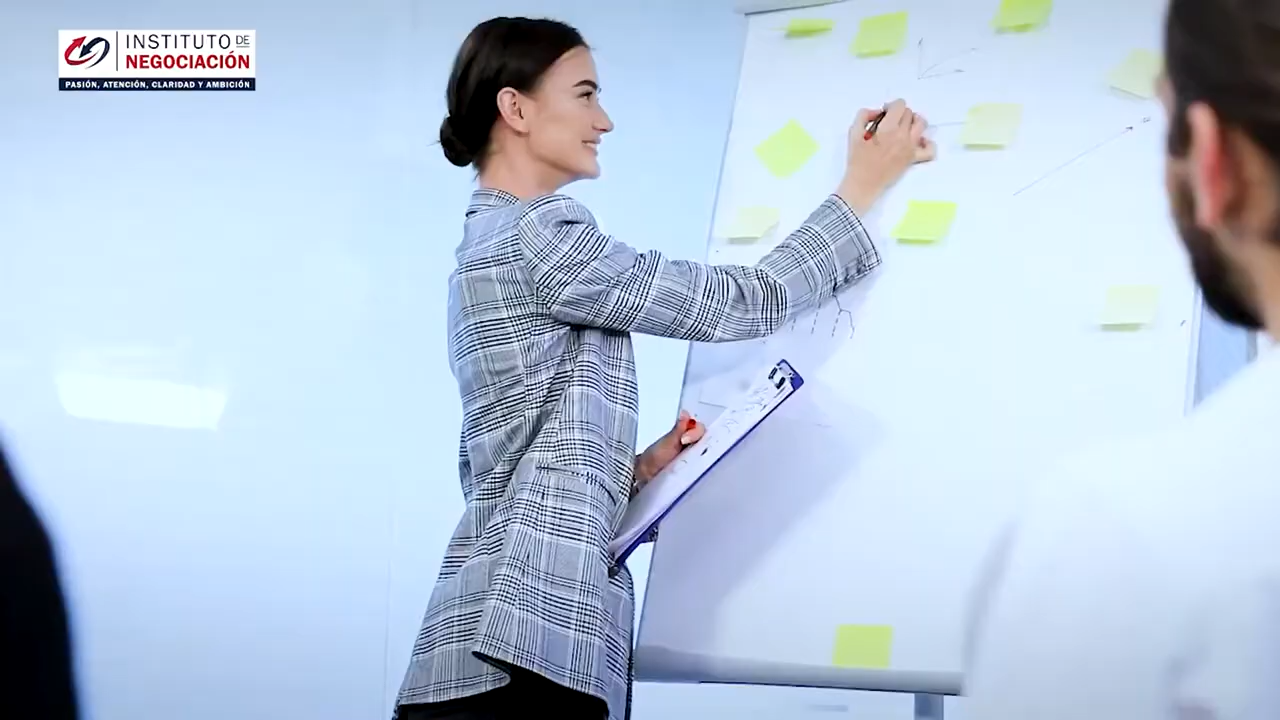 INSTITUTO DE
NEGOCIACIÓN
PASIÓN, ATENCIÓN, CLARIDAD Y AMBICIÓN